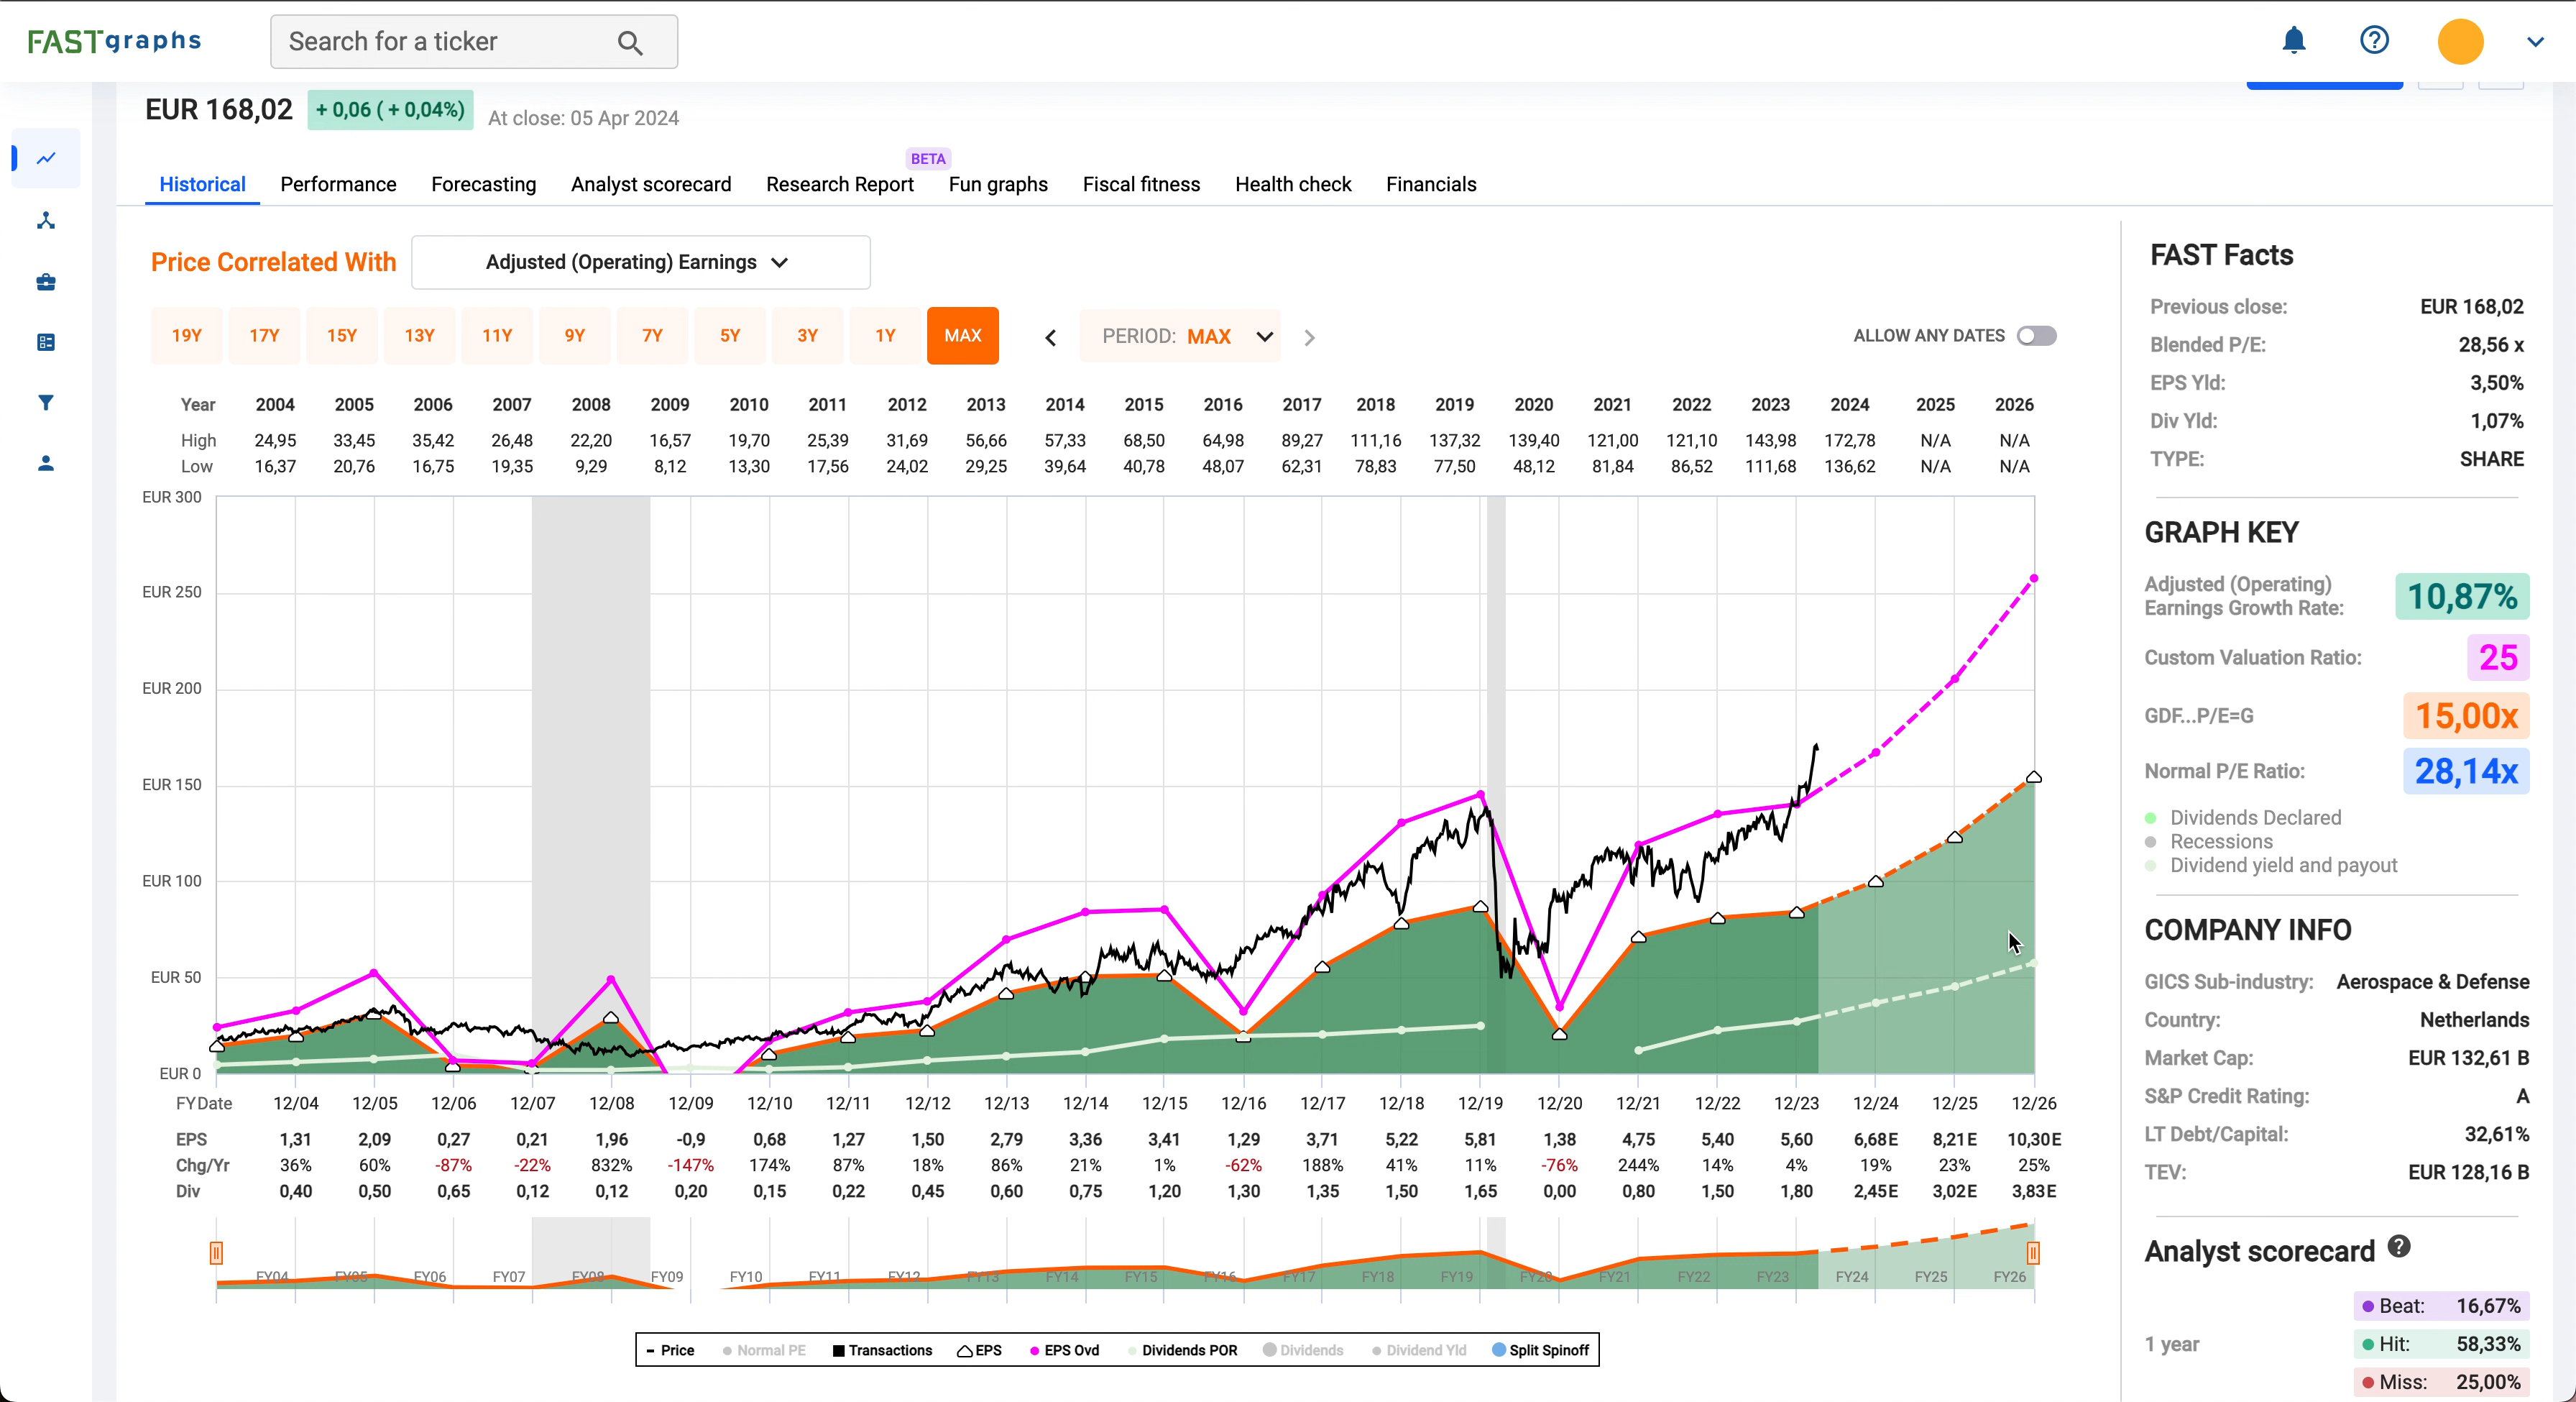 FASTgraphs
Search for a ticker
EUR 168,02 + 0,06 ( + 0,04%) At close: 05 Apr 2024
BETA
Historical Performance Forecasting Analyst scorecard Research Report Fun graphs Fiscal fitness Health check Financials
Price Correlated With Adjusted (Operating) Earnings
19Y 17Y 15Y 13Y 11Y 9Y 7Y 5Y 3Y 1Y MAX PERIOD: MAX ALLOW ANY DATES
Year 2004 2005 2006 2007 2008 2009 2010 2011 2012 2013 2014 2015 2016 2017 2018 2019 2020 2021 2022 2023 2024 2025 2026
High 24,95 33,45 35,42 26,48 22,20 16,57 19,70 25,39 31,69 56,66 57,33 68,50 64,98 89,27 111,16 137,32 139,40 121,00 121,10 143,98 172,78 N/A N/A
Low 16,37 20,76 16,75 19,35 9,29 8,12 13,30 17,56 24,02 29,25 39,64 40,78 48,07 62,31 78,83 77,50 48,12 81,84 86,52 111,68 136,62 N/A N/A
EUR 300
EUR 250
EUR 200
EUR 150
EUR 100
EUR 50
EUR 0
FYDate 12/04 12/05 12/06 12/07 12/08 12/09 12/10 12/11 12/12 12/13 12/14 12/15 12/16 12/17 12/18 12/19 12/20 12/21 12/22 12/23 12/24 12/25 12/26
EPS 1,31 2,09 0,27 0,21 1,96 -0,9 0,68 1,27 1,50 2,79 3,36 3,41 1,29 3,71 5,22 5,81 1,38 4,75 5,40 5,60 6,68E 8,21E 10,30E
Chg/Yr 36% 60% -87% -22% 832% -147% 174% 87% 18% 86% 21% 1% -62% 188% 41% 11% -76% 244% 14% 4% 19% 23% 25%
Div 0,40 0,50 0,65 0,12 0,12 0,20 0,15 0,22 0,45 0,60 0,75 1,20 1,30 1,35 1,50 1,65 0,00 0,80 1,50 1,80 2,45E 3,02E 3,83E
FY04 FY05 FY06 FY07 FY08 FY09 FY10 FY11 FY12 FY13 FY14 FY15 FY16 FY17 FY18 FY19 FY20 FY21 FY22 FY23 FY24 FY25 FY26
Price Normal PE Transactions EPS EPS Ovd Dividends POR Dividends Dividend Yld Split Spinoff
FAST Facts
Previous close: EUR 168,02
Blended P/E: 28,56 x
EPS Yld: 3,50%
Div Yld: 1,07%
TYPE: SHARE
GRAPH KEY
Adjusted (Operating)
Earnings Growth Rate: 10,87%
Custom Valuation Ratio: 25
GDF...P/E=G 15,00x
Normal P/E Ratio: 28,14x
Dividends Declared
Recessions
Dividend yield and payout
COMPANY INFO
GICS Sub-industry: Aerospace & Defense
Country: Netherlands
Market Cap: EUR 132,61 B
S&P Credit Rating: A
LT Debt/Capital: 32,61%
TEV: EUR 128,16 B
Analyst scorecard ?
Beat: 16,67%
1 year Hit: 58,33%
Miss: 25,00%